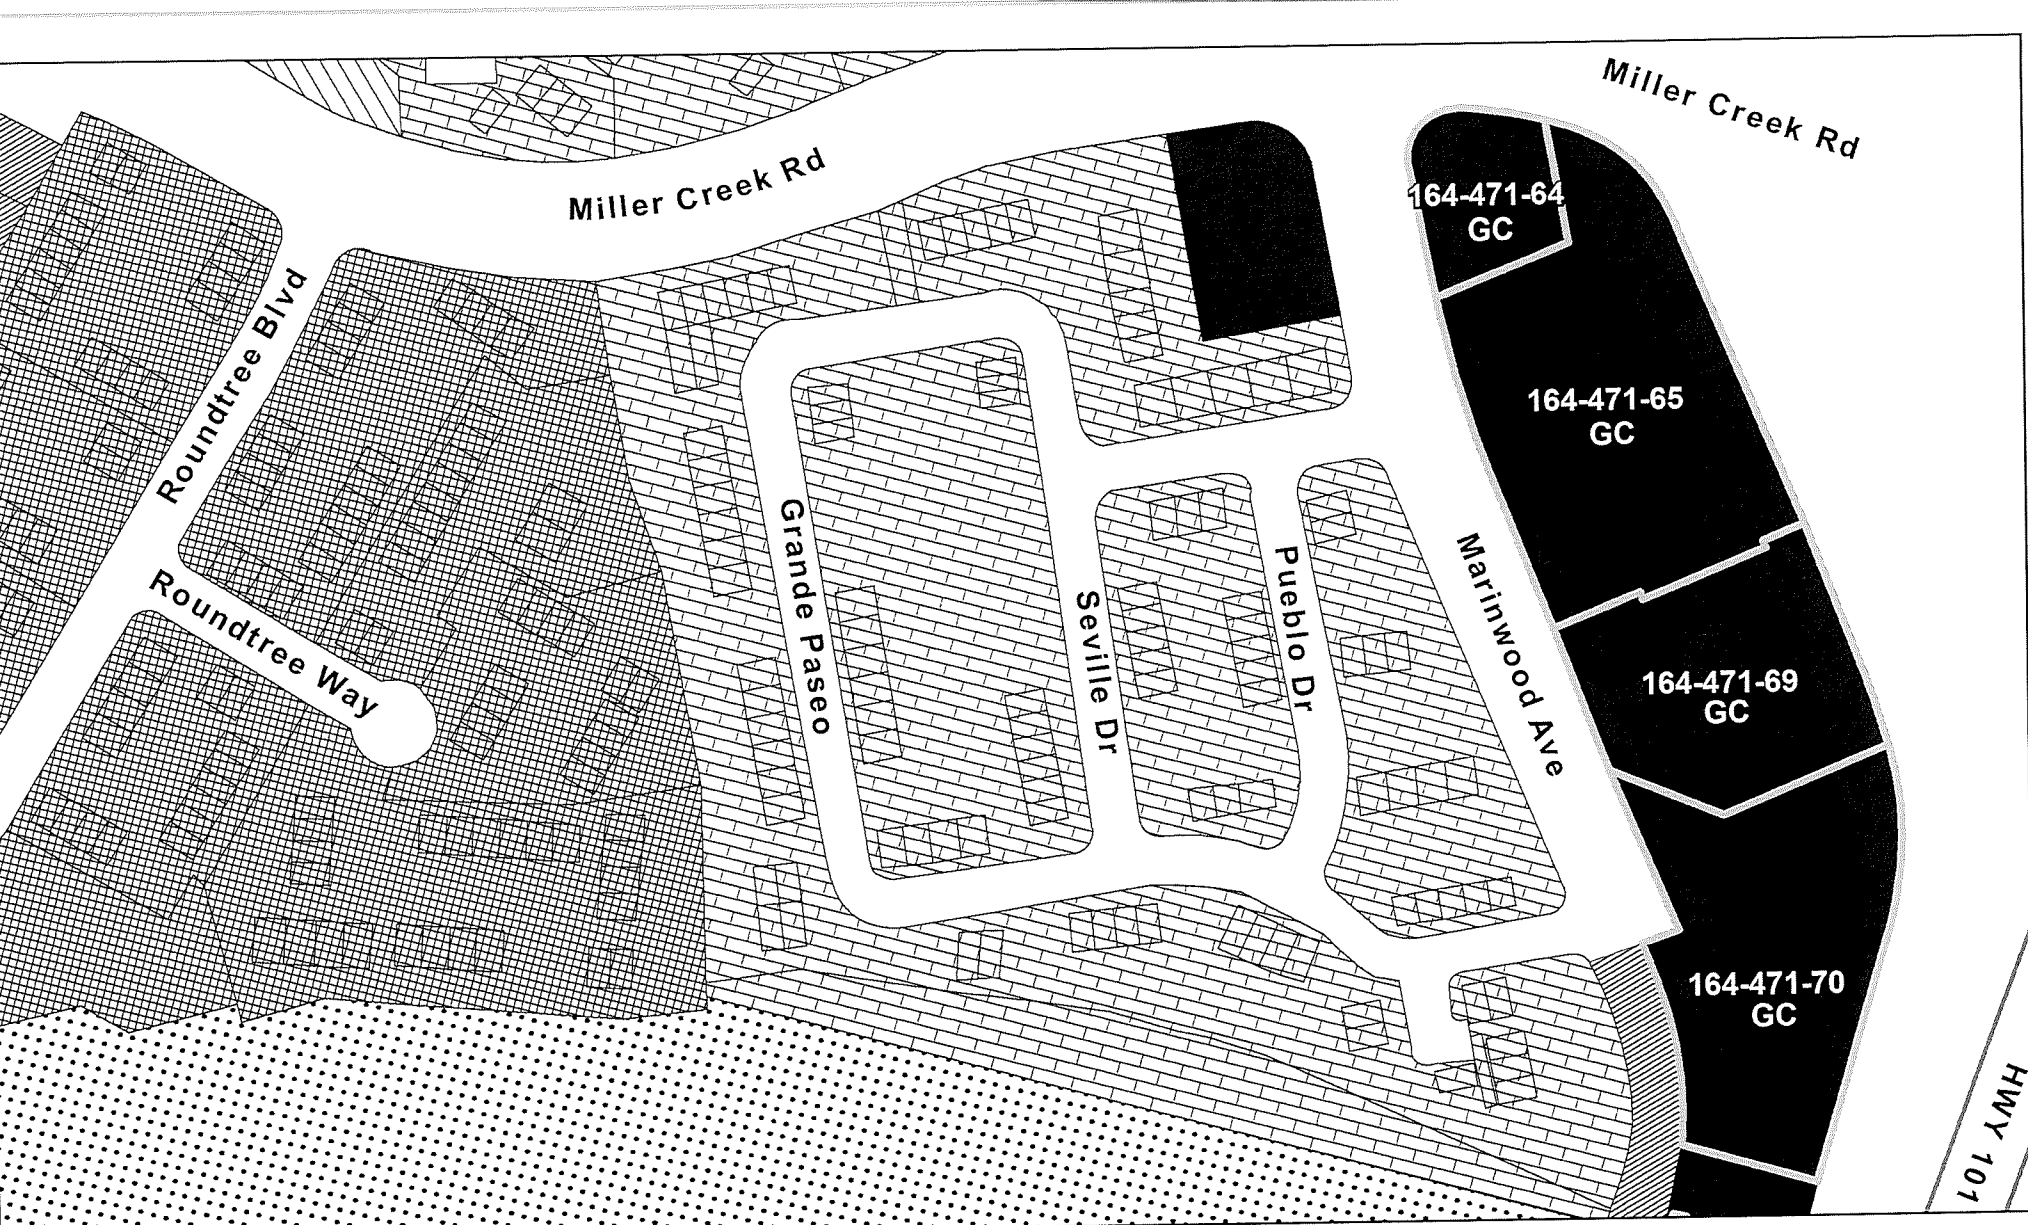 Miller Creek Rd
Miller Creek Rd
164-471-64
GC
Roundtree Blvd
164-471-65
GC
Grande Paseo
Seville Dr
Pueblo Dr
Marinwood Ave
Roundtree Way
164-471-69
GC
164-471-70
GC
HWY 101